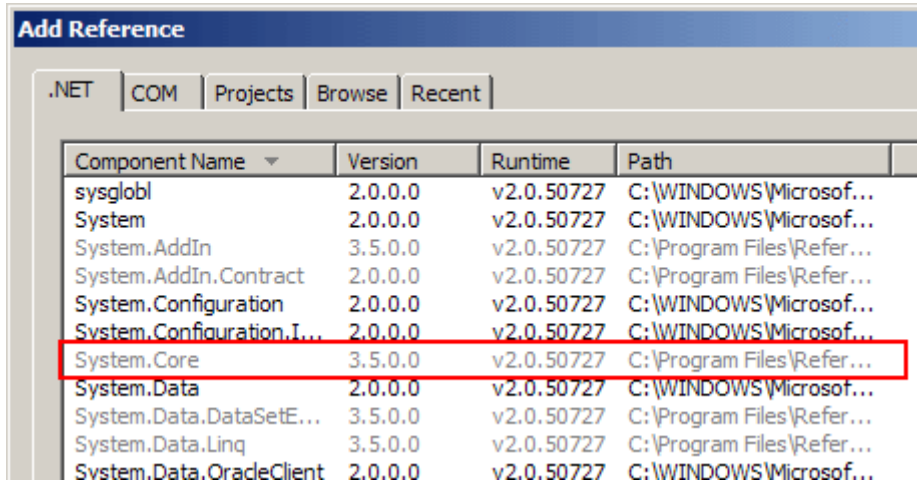 Add Reference
.NET COM Projects Browse Recent
Component Name Version Runtime Path
sysglobl 2.0.0.0 v2.0.50727 C:\WINDOWS\Microsof...
System 2.0.0.0 v2.0.50727 C:\WINDOWS\Microsof...
System.AddIn 3.5.0.0 v2.0.50727 C:\Program Files\Refer...
System.AddIn.Contract 2.0.0.0 v2.0.50727 C:\Program Files\Refer...
System.Configuration 2.0.0.0 v2.0.50727 C:\WINDOWS\Microsof...
System.Configuration.I... 2.0.0.0 v2.0.50727 C:\WINDOWS\Microsof...
System.Core 3.5.0.0 v2.0.50727 C:\Program Files\Refer...
System.Data 2.0.0.0 v2.0.50727 C:\WINDOWS\Microsof...
System.Data.DataSetE... 3.5.0.0 v2.0.50727 C:\Program Files\Refer...
System.Data.Linq 3.5.0.0 v2.0.50727 C:\Program Files\Refer...
System.Data.OracleClient 2.0.0.0 v2.0.50727 C:\WINDOWS\Microsof...